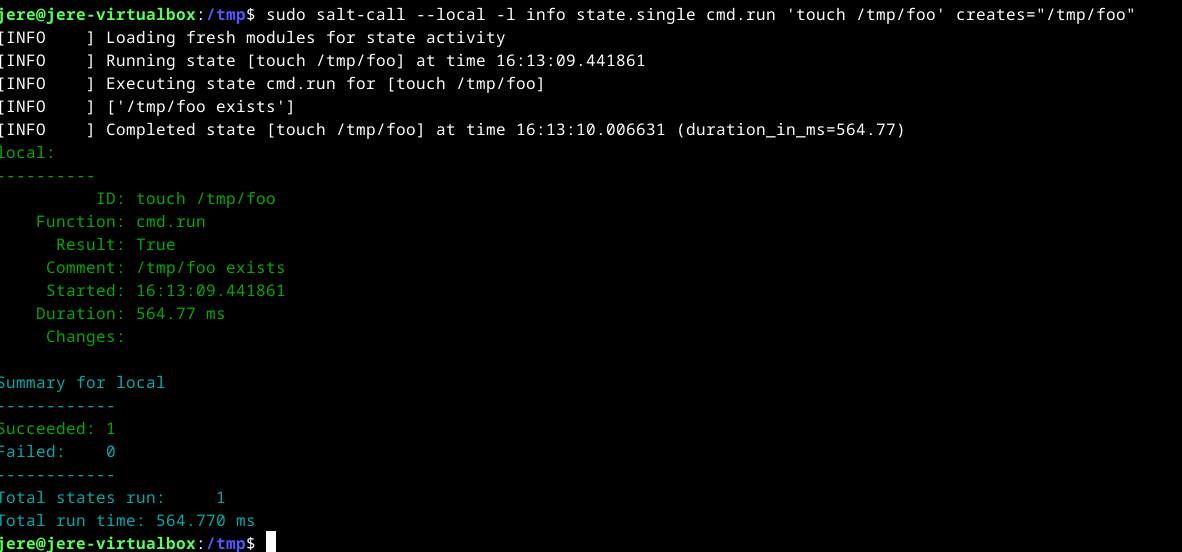 jere@jere-virtualbox:/tmp$ sudo salt-call --local -l info state.single cmd.run 'touch /tmp/foo' creates="/tmp/foo"
[INFO    ] Loading fresh modules for state activity
[INFO    ] Running state [touch /tmp/foo] at time 16:13:09.441861
[INFO    ] Executing state cmd.run for [touch /tmp/foo]
[INFO    ] ['/tmp/foo exists']
[INFO    ] Completed state [touch /tmp/foo] at time 16:13:10.006631 (duration_in_ms=564.77)
local:
----------
          ID: touch /tmp/foo
    Function: cmd.run
      Result: True
     Comment: /tmp/foo exists
     Started: 16:13:09.441861
    Duration: 564.77 ms
     Changes:

Summary for local
------------
Succeeded: 1
Failed:    0
------------
Total states run:     1
Total run time: 564.770 ms
jere@jere-virtualbox:/tmp$